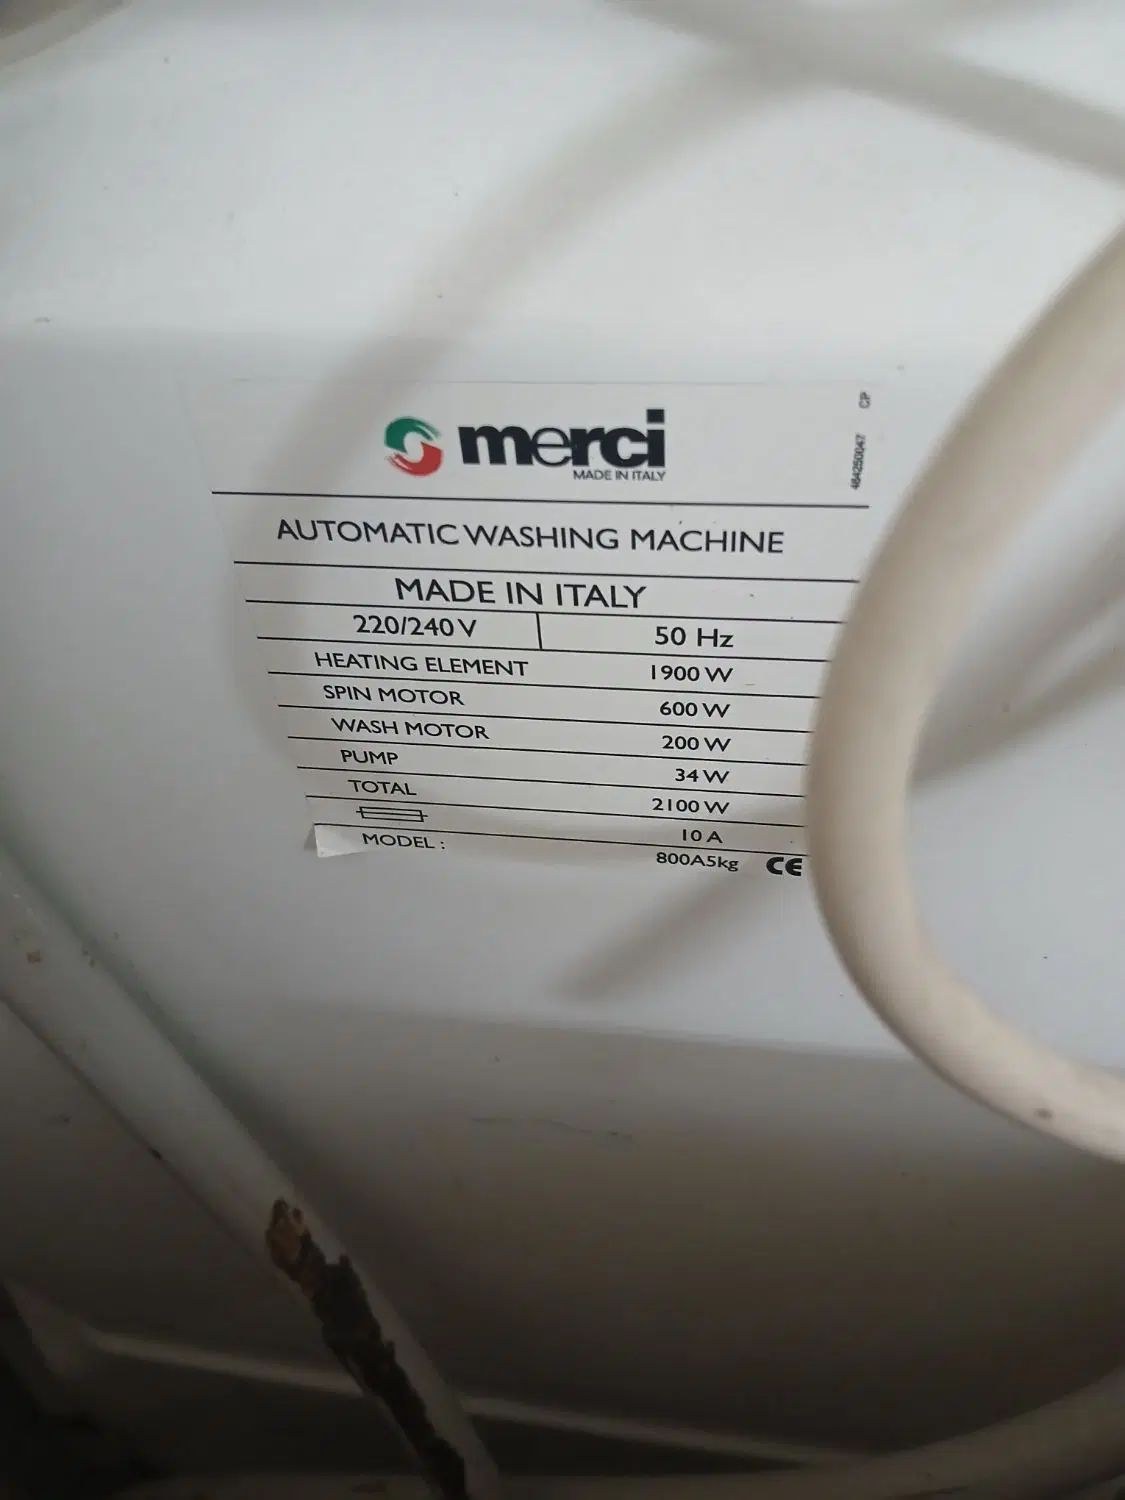 merci
MADE IN ITALY
464250047 CP
AUTOMATIC WASHING MACHINE
MADE IN ITALY
220/240 V 50 Hz
HEATING ELEMENT 1900 W
SPIN MOTOR 600 W
WASH MOTOR 200 W
PUMP 34 W
TOTAL 2100 W
10 A
MODEL : 800A5kg CE